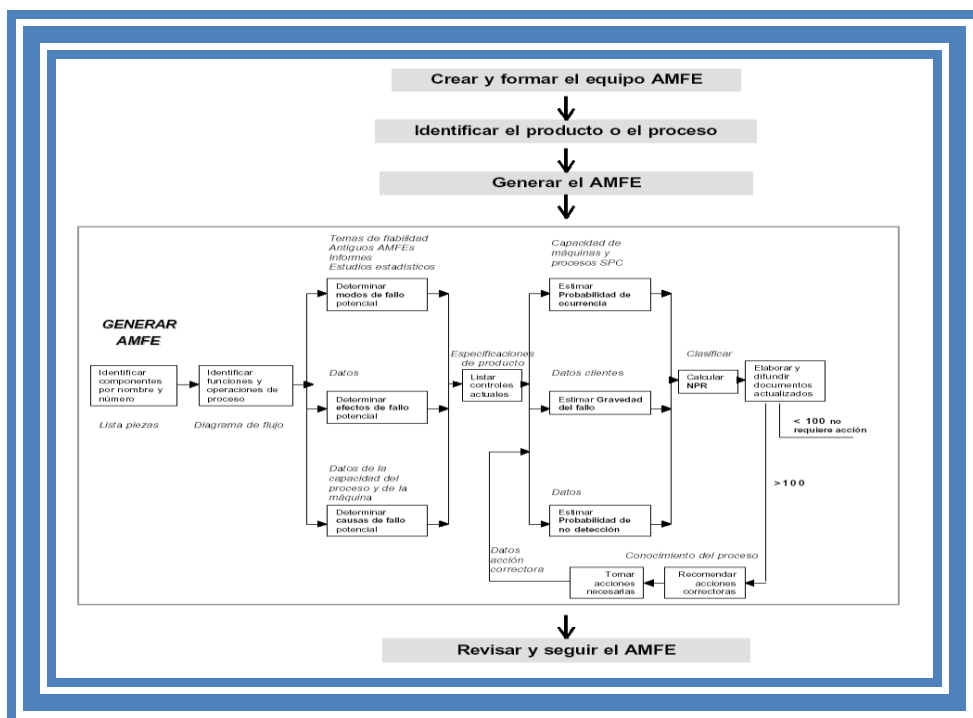 Crear y formar el equipo AMFE
Identificar el producto o el proceso
Generar el AMFE
GENERAR
AMFE
Identificar
componentes
por nombre y
número
Lista piezas
Identificar
funciones y
operaciones de
proceso
Diagrama de flujo
Temas de fiabilidad
Antiguos AMFEs
Informes
Estudios estadísticos
Determinar
modos de fallo
potencial
Datos
Determinar
efectos de fallo
potencial
Datos de la
capacidad del
proceso y de la
máquina
Determinar
causas de fallo
potencial
Especificaciones
de producto
Listar
controles
actuales
Capacidad de
máquinas y
procesos SPC
Estimar
Probabilidad de
ocurrencia
Datos clientes
Estimar Gravedad
del fallo
Datos
Estimar
Probabilidad de
no detección
Clasificar
Calcular
NPR
Elaborar y
difundir
documentos
actualizados
< 100 no
requiere acción
>100
Conocimiento del proceso
Recomendar
acciones
correctoras
Tomar
acciones
necesarias
Datos
acción
correctora
Revisar y seguir el AMFE